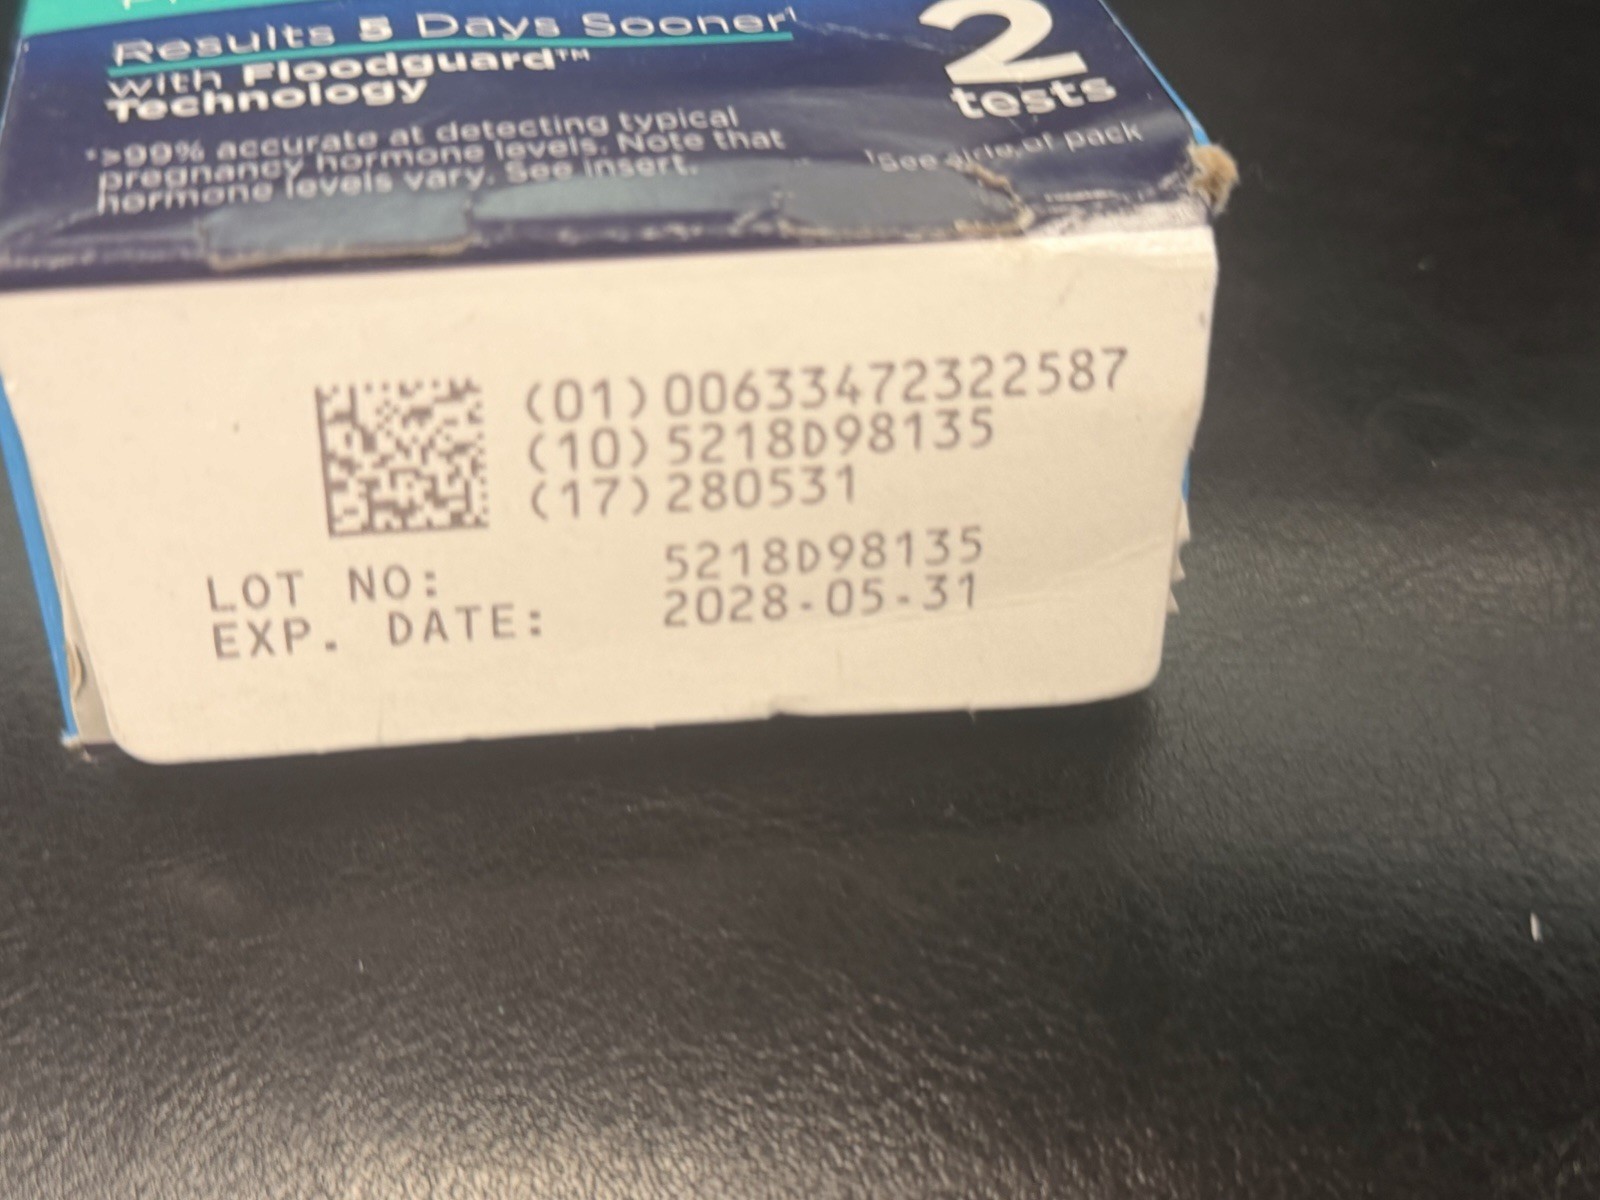 Results 5 Days Sooner¹
with Floodguard™
Technology
*>99% accurate at detecting typical
pregnancy hormone levels. Note that
hormone levels vary. See insert.
2
tests
¹See side of pack
(01)00633472322587
(10)5218D98135
(17)280531
LOT NO: 5218D98135
EXP. DATE: 2028-05-31